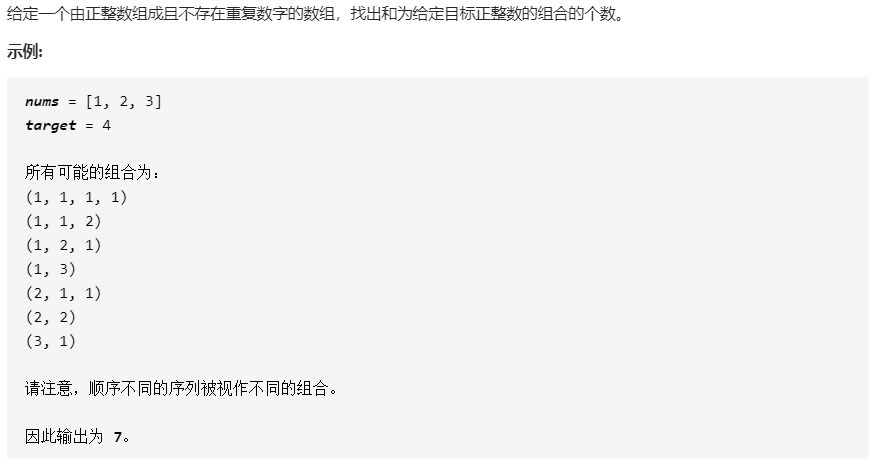 给定一个由正整数组成且不存在重复数字的数组，找出和为给定目标正整数的组合的个数。
示例:
nums = [1, 2, 3]
target = 4
所有可能的组合为：
(1, 1, 1, 1)
(1, 1, 2)
(1, 2, 1)
(1, 3)
(2, 1, 1)
(2, 2)
(3, 1)
请注意，顺序不同的序列被视作不同的组合。
因此输出为 7。